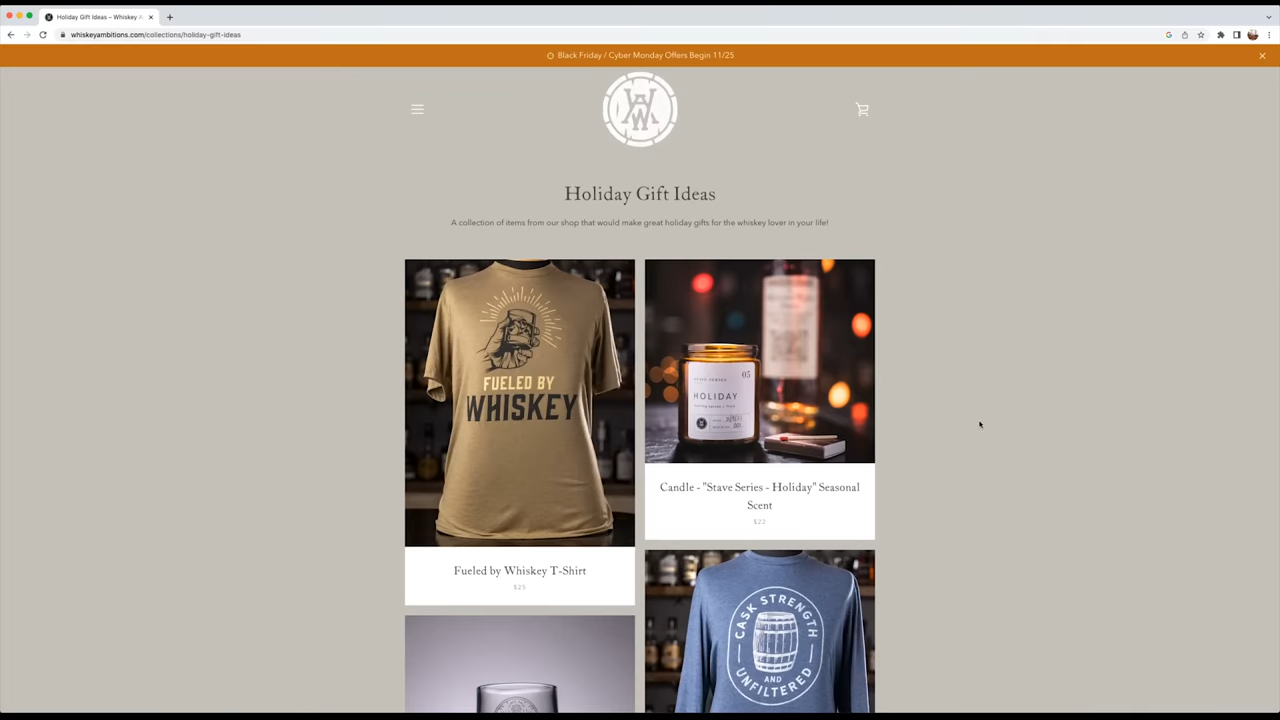 Holiday Gift Ideas – Whiskey A
whiskeyambitions.com/collections/holiday-gift-ideas
Black Friday / Cyber Monday Offers Begin 11/25
WAW
Holiday Gift Ideas
A collection of items from our shop that would make great holiday gifts for the whiskey lover in your life!
FUELED BY
WHISKEY
Fueled by Whiskey T-Shirt
$25
STAVE SERIES
05
HOLIDAY
Candle - "Stave Series - Holiday" Seasonal
Scent
$22
CASK STRENGTH
AND
UNFILTERED